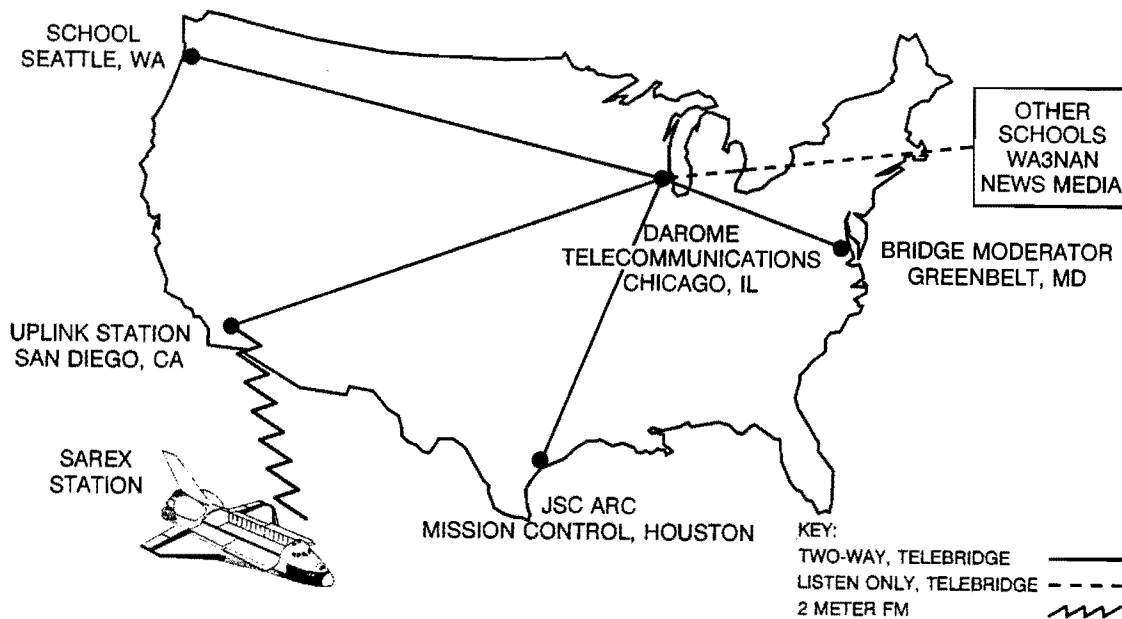 SCHOOL
SEATTLE, WA
OTHER
SCHOOLS
WA3NAN
NEWS MEDIA
DAROME
TELECOMMUNICATIONS
CHICAGO, IL
BRIDGE MODERATOR
GREENBELT, MD
UPLINK STATION
SAN DIEGO, CA
SAREX
STATION
JSC ARC
MISSION CONTROL, HOUSTON
KEY:
TWO-WAY, TELEBRIDGE
LISTEN ONLY, TELEBRIDGE
2 METER FM